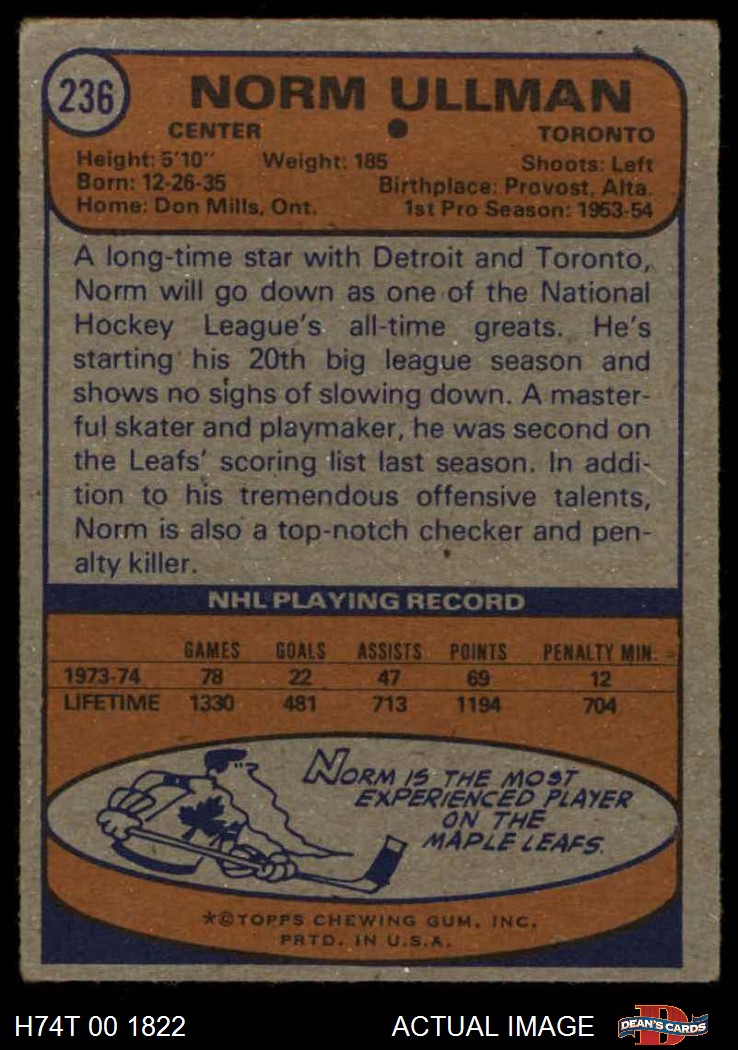 236
NORM ULLMAN
CENTER ● TORONTO
Height: 5'10" Weight: 185 Shoots: Left
Born: 12-26-35 Birthplace: Provost, Alta.
Home: Don Mills, Ont. 1st Pro Season: 1953-54
A long-time star with Detroit and Toronto,
Norm will go down as one of the National
Hockey League's all-time greats. He's
starting his 20th big league season and
shows no sighs of slowing down. A master-
ful skater and playmaker, he was second on
the Leafs' scoring list last season. In addi-
tion to his tremendous offensive talents,
Norm is also a top-notch checker and pen-
alty killer.
NHL PLAYING RECORD
GAMES GOALS ASSISTS POINTS PENALTY MIN.
1973-74 78 22 47 69 12
LIFETIME 1330 481 713 1194 704
NORM IS THE MOST
EXPERIENCED PLAYER
ON THE
MAPLE LEAFS.
*©TOPPS CHEWING GUM, INC.
PRTD. IN U.S.A.
H74T 00 1822 ACTUAL IMAGE D DEAN'S CARDS